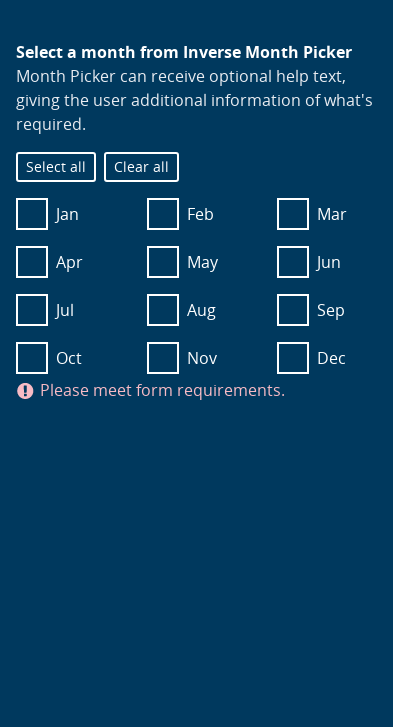 Select a month from Inverse Month Picker
Month Picker can receive optional help text,
giving the user additional information of what's
required.
Select all Clear all
Jan Feb Mar
Apr May Jun
Jul Aug Sep
Oct Nov Dec
Please meet form requirements.